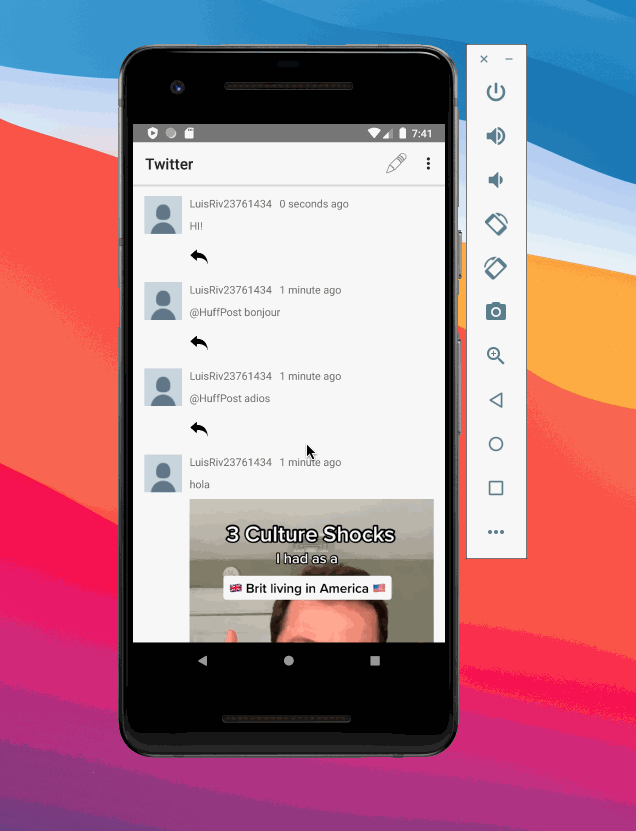 7:41
Twitter
LuisRiv23761434 0 seconds ago
HI!
LuisRiv23761434 1 minute ago
@HuffPost bonjour
LuisRiv23761434 1 minute ago
@HuffPost adios
LuisRiv23761434 1 minute ago
hola
3 Culture Shocks
I had as a
Brit living in America